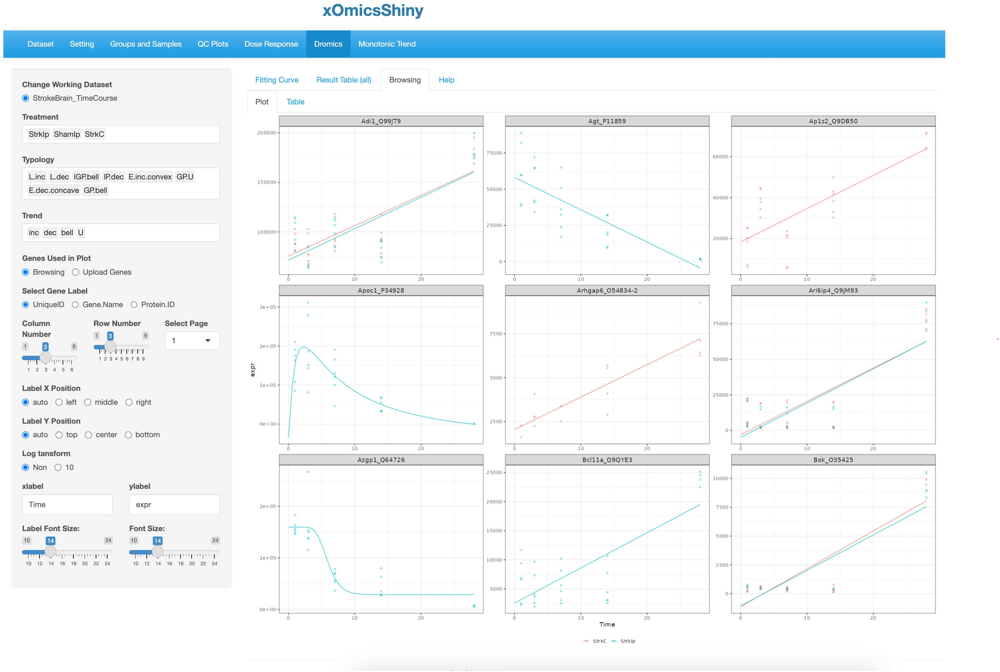 xOmicsShiny
Dataset Setting Groups and Samples QC Plots Dose Response Dromics Monotonic Trend
Change Working Dataset
StrokeBrain_TimeCourse
Treatment
StrkIp ShamIp StrkC
Typology
L.inc L.dec lGP.bell lP.dec E.inc.convex GP.U
E.dec.concave GP.bell
Trend
inc dec bell U
Genes Used in Plot
Browsing Upload Genes
Select Gene Label
UniqueID Gene.Name Protein.ID
Column Number Row Number Select Page
1 3 6 1 3 9 1
1 2 3 4 5 6 1 2 3 4 5 6 7 8 9
Label X Position
auto left middle right
Label Y Position
auto top center bottom
Log tansform
Non 10
xlabel ylabel
Time expr
Label Font Size: Font Size:
10 14 24 10 14 24
10 12 14 16 18 20 22 24 10 12 14 16 18 20 22 24
Fitting Curve Result Table (all) Browsing Help
Plot Table
expr
Adi1_Q99JT9
200000
150000
100000
0 10 20
Agt_P11859
75000
50000
25000
0
0 10 20
Ap1s2_Q9DB50
60000
40000
20000
0 10 20
Apoc1_P34928
3e+05
2e+05
1e+05
0e+00
0 10 20
Arhgap6_O54834-2
7500
5000
2500
0 10 20
Arl6ip4_Q9JM93
75000
50000
25000
0
0 10 20
Azgp1_Q64726
2e+05
1e+05
0e+00
0 10 20
Bcl11a_Q9QYE3
25000
20000
15000
10000
5000
0 10 20
Bok_O35425
10000
7500
5000
2500
0
0 10 20
Time
StrkC StrkIp